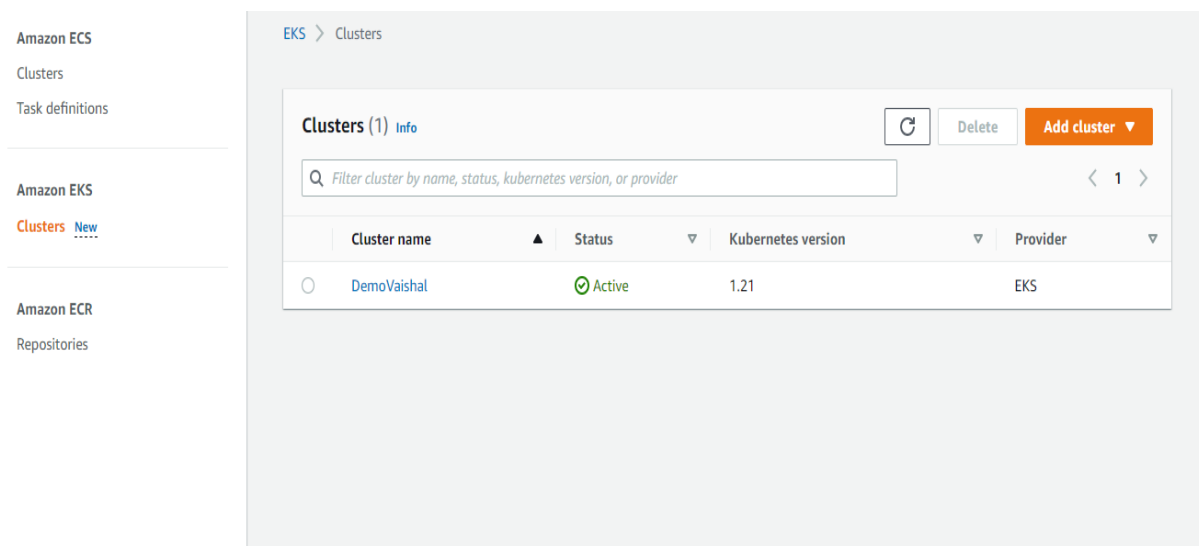 Amazon ECS
Clusters
Task definitions
Amazon EKS
Clusters New
Amazon ECR
Repositories
EKS > Clusters
Clusters (1) Info
Delete
Add cluster ▼
Filter cluster by name, status, kubernetes version, or provider
< 1 >
Cluster name ▲ Status ▽ Kubernetes version ▽ Provider ▽
DemoVaishal Active 1.21 EKS